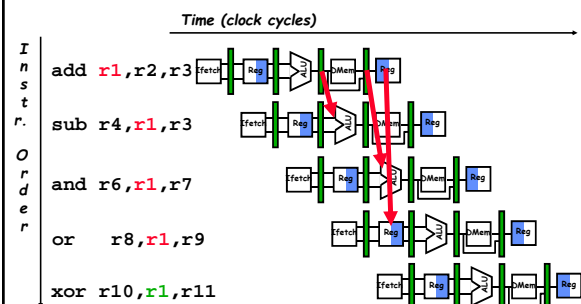 Time (clock cycles)
Instr. Order
add r1,r2,r3 Ifetch Reg ALU DMem Reg
sub r4,r1,r3 Ifetch Reg ALU DMem Reg
and r6,r1,r7 Ifetch Reg ALU DMem Reg
or r8,r1,r9 Ifetch Reg ALU DMem Reg
xor r10,r1,r11 Ifetch Reg ALU DMem Reg